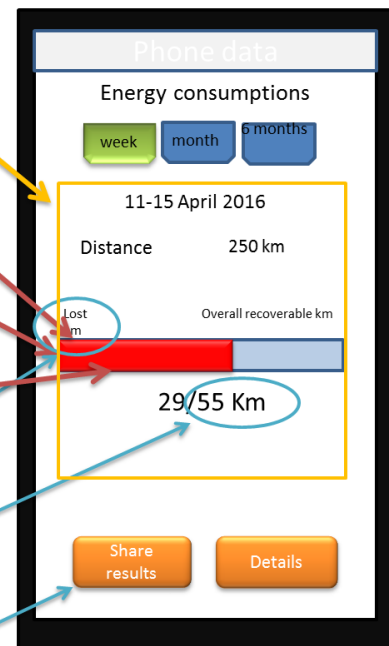 Phone data
Energy consumptions
week month 6 months
11-15 April 2016
Distance 250 km
Lost Overall recoverable km
km
29/55 Km
Share
results
Details